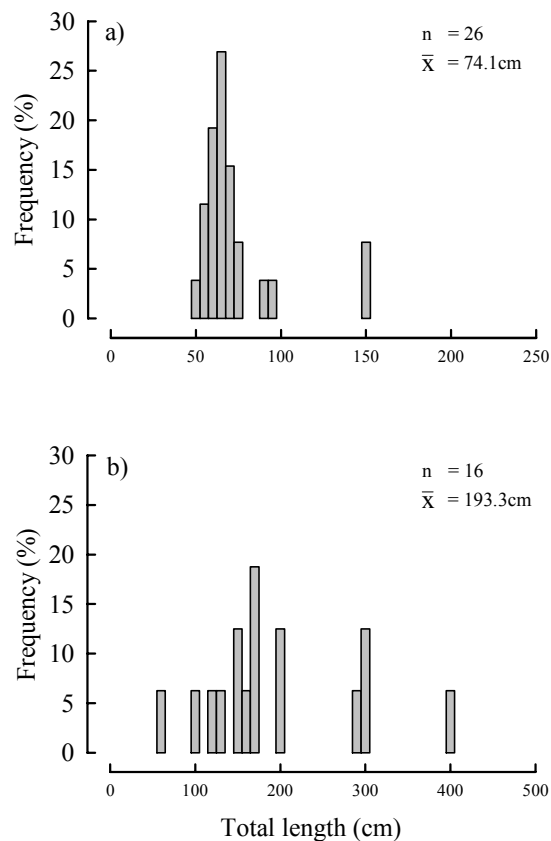 a)
n = 26
x̄ = 74.1cm
Frequency (%)
30
25
20
15
10
5
0
0 50 100 150 200 250
b)
n = 16
x̄ = 193.3cm
Frequency (%)
30
25
20
15
10
5
0
0 100 200 300 400 500
Total length (cm)